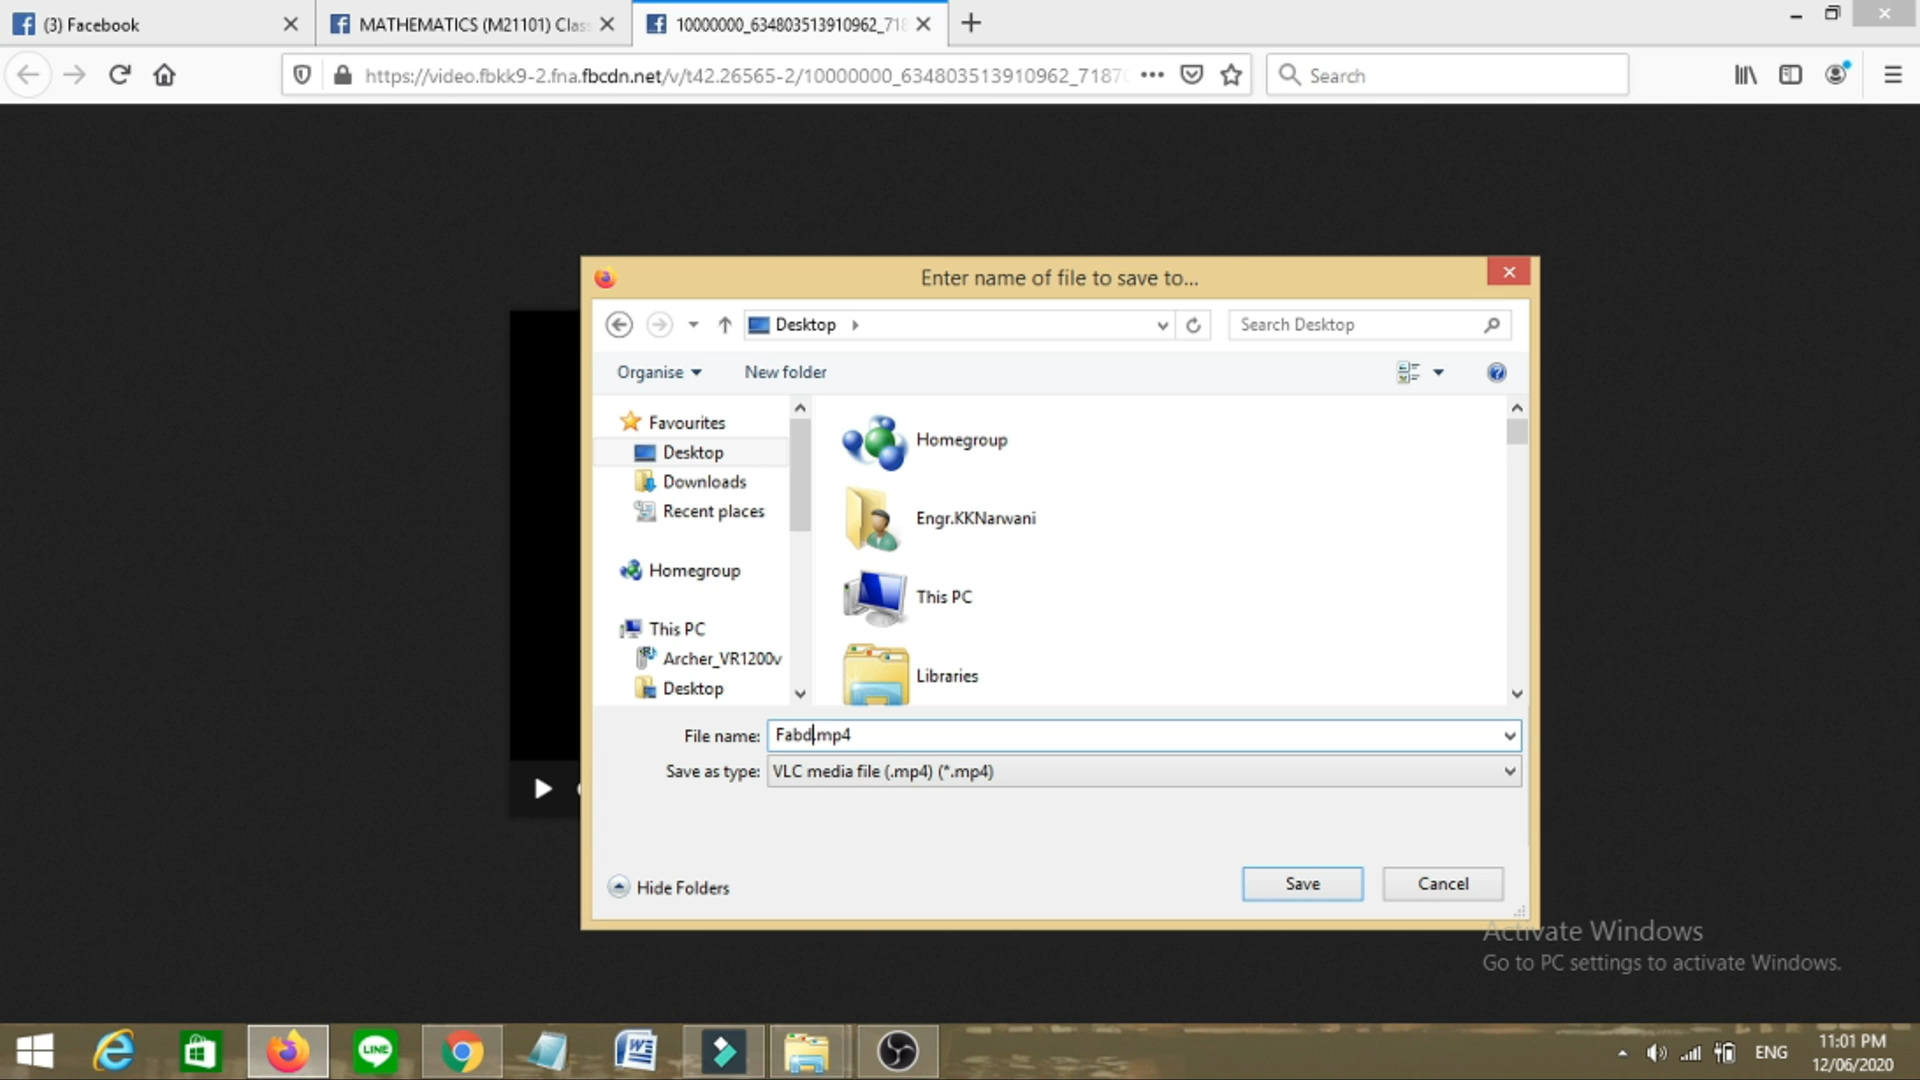 (3) Facebook
MATHEMATICS (M21101) Clas
10000000_634803513910962_718
https://video.fbkk9-2.fna.fbcdn.net/v/t42.26565-2/10000000_634803513910962_7187
Search
Enter name of file to save to...
Desktop
Search Desktop
Organise
New folder
Favourites
Desktop
Downloads
Recent places
Homegroup
This PC
Archer_VR1200v
Desktop
Homegroup
Engr.KKNarwani
This PC
Libraries
File name: Fabd.mp4
Save as type: VLC media file (.mp4) (*.mp4)
Hide Folders
Save
Cancel
Activate Windows
Go to PC settings to activate Windows.
LINE
ENG
11:01 PM
12/06/2020